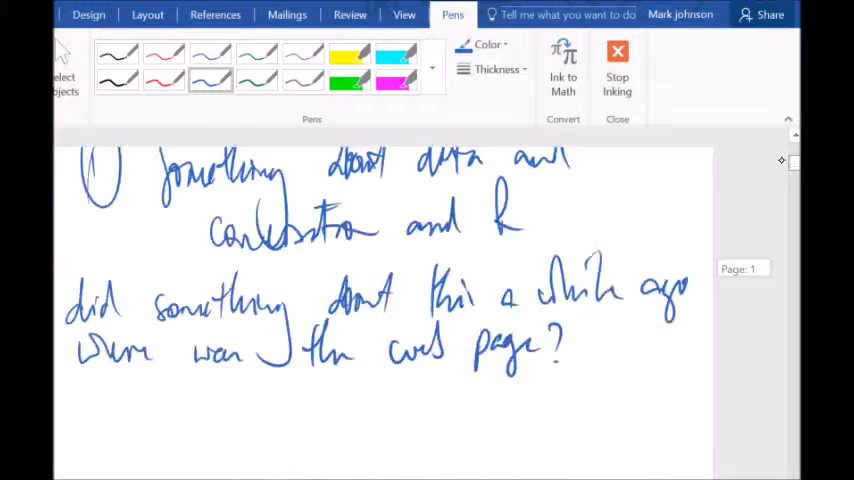 Design Layout References Mailings Review View Pens Tell me what you want to do Mark Johnson Share
elect
bjects
Color
Thickness
Ink to
Math
Stop
Inking
Pens Convert Close
① Something about data and
and R
did something about this a while ago
where was the web page?
Page: 1